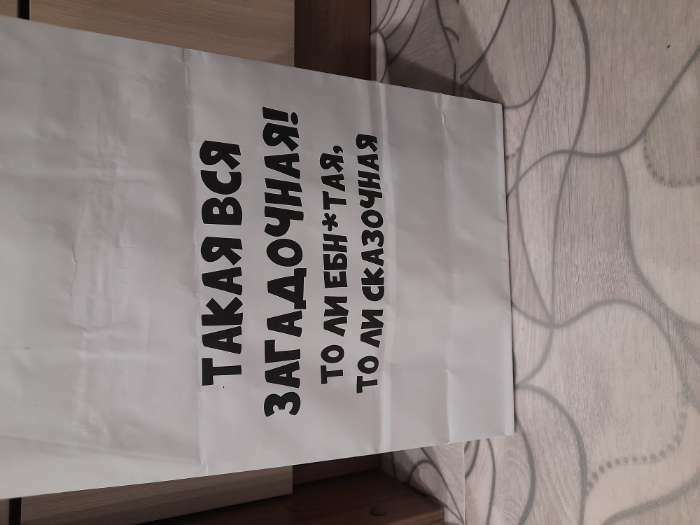 ТАКАЯ ВСЯ
ЗАГАДОЧНАЯ!
ТО ЛИ ЕБН*ТАЯ,
ТО ЛИ СКАЗОЧНАЯ